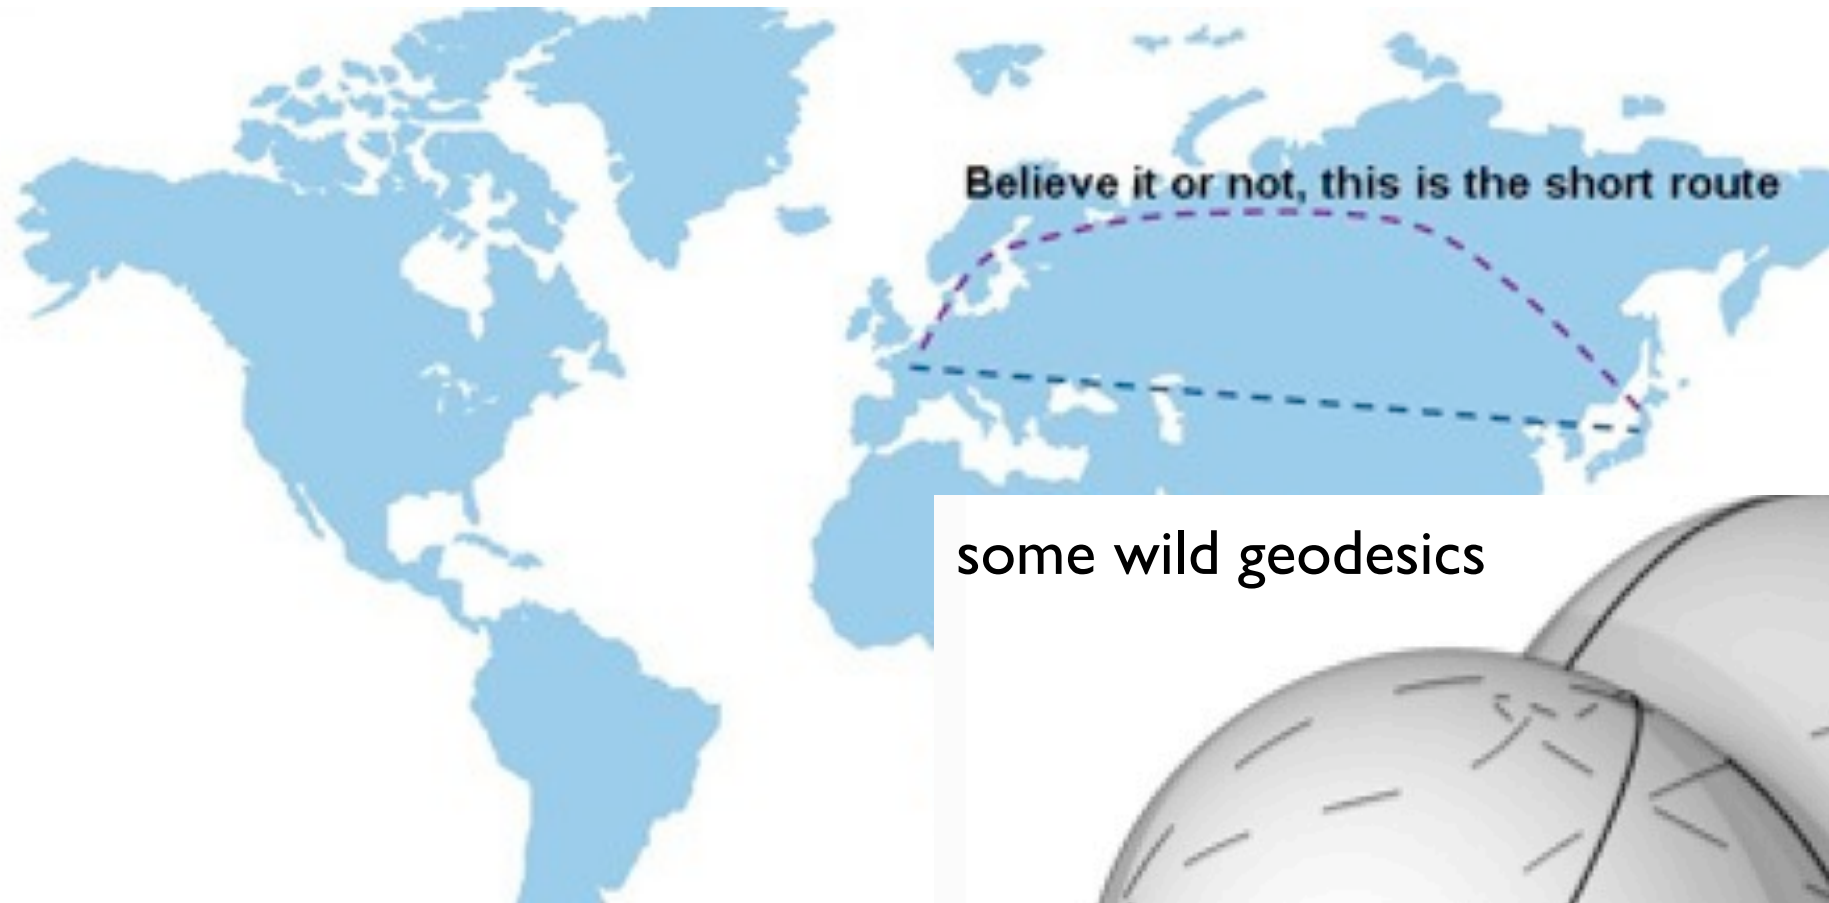 Believe it or not, this is the short route
some wild geodesics